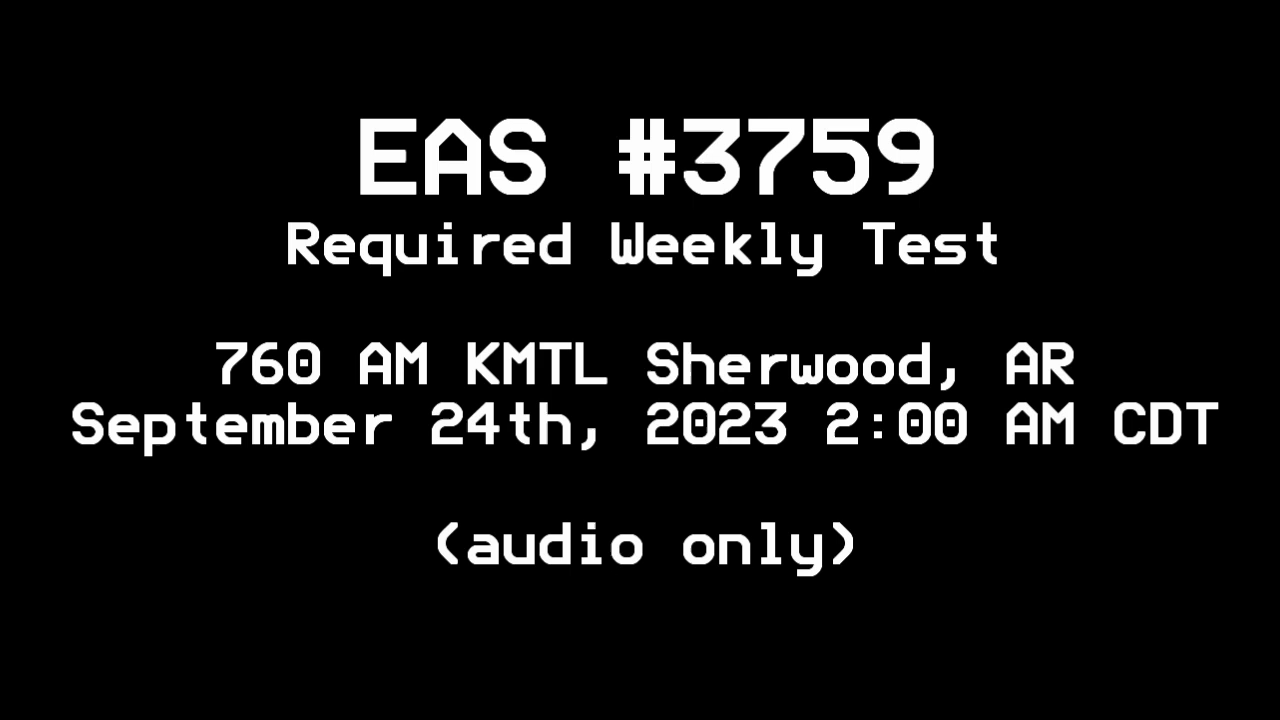 EAS #3759
Required Weekly Test
760 AM KMTL Sherwood, AR
September 24th, 2023 2:00 AM CDT
(audio only)